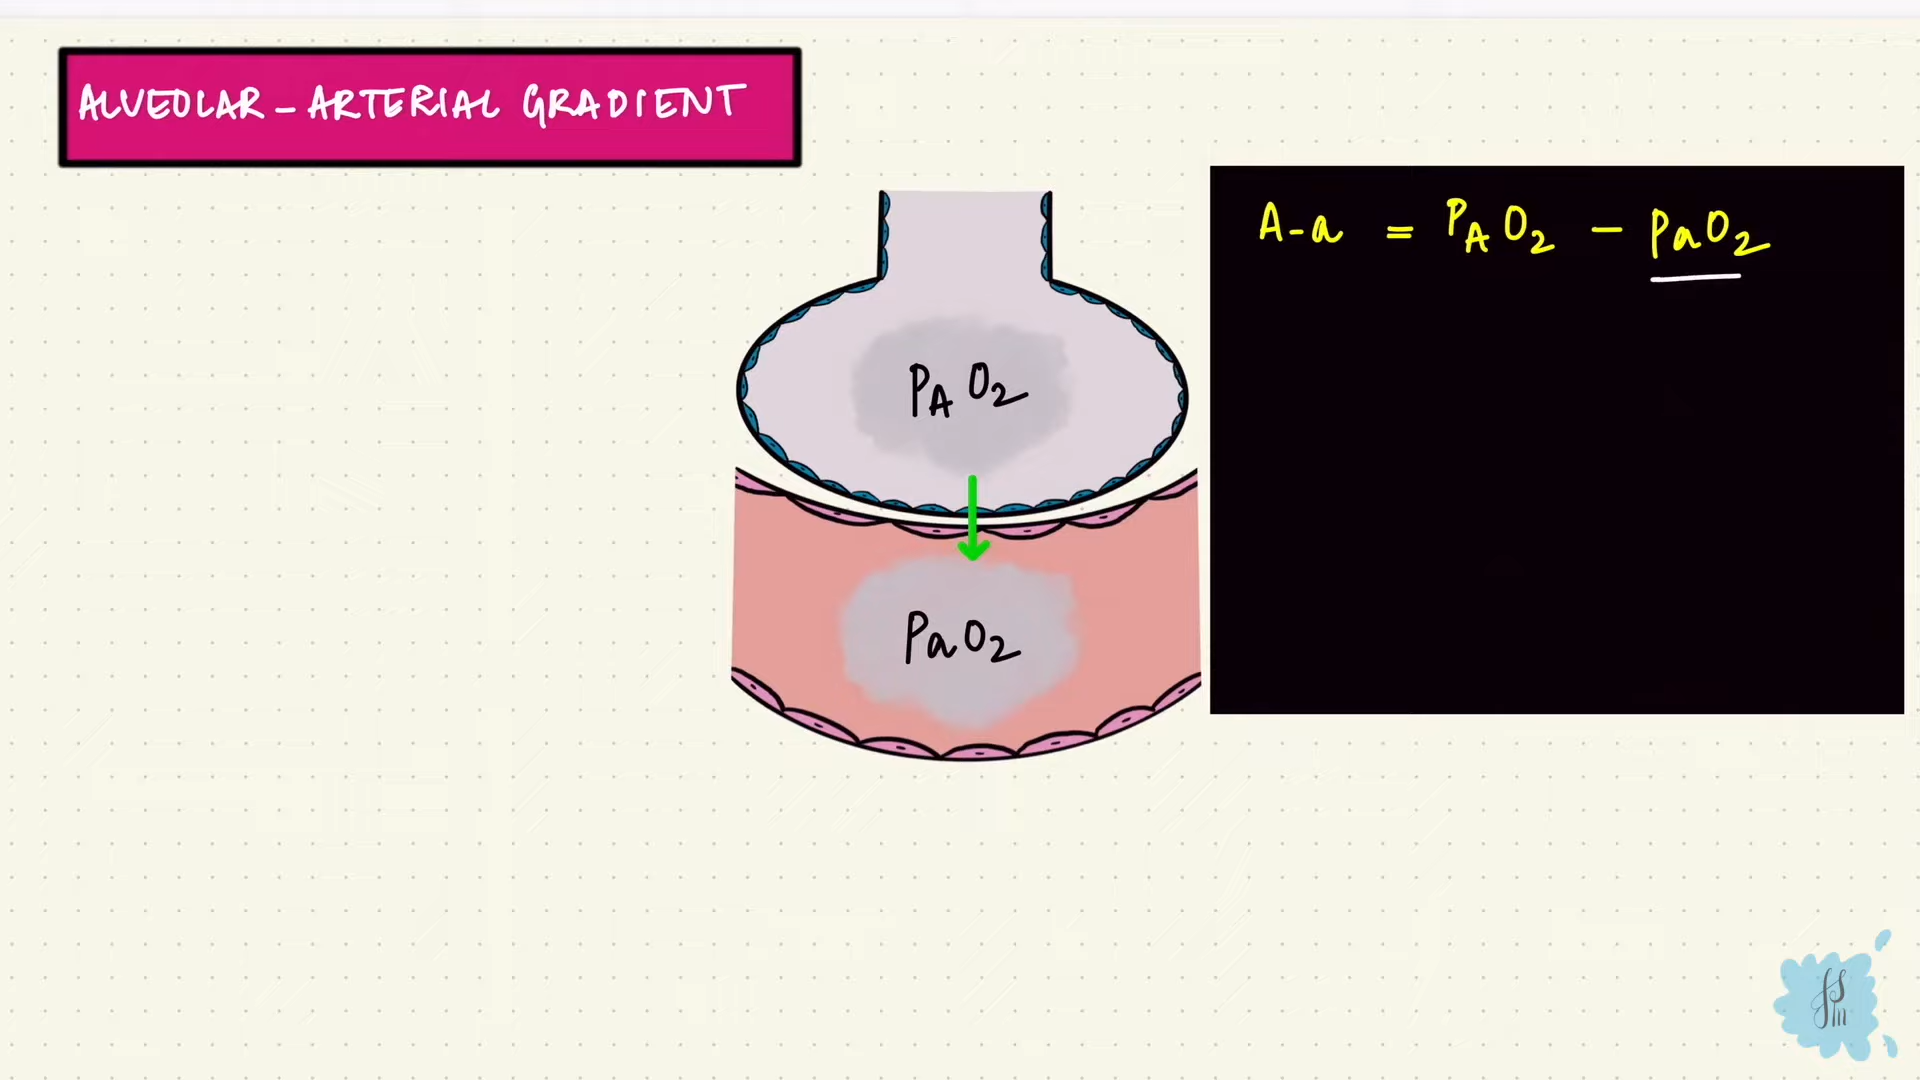 ALVEOLAR - ARTERIAL GRADIENT
A-a = PAO2 - PaO2
PAO2
PaO2